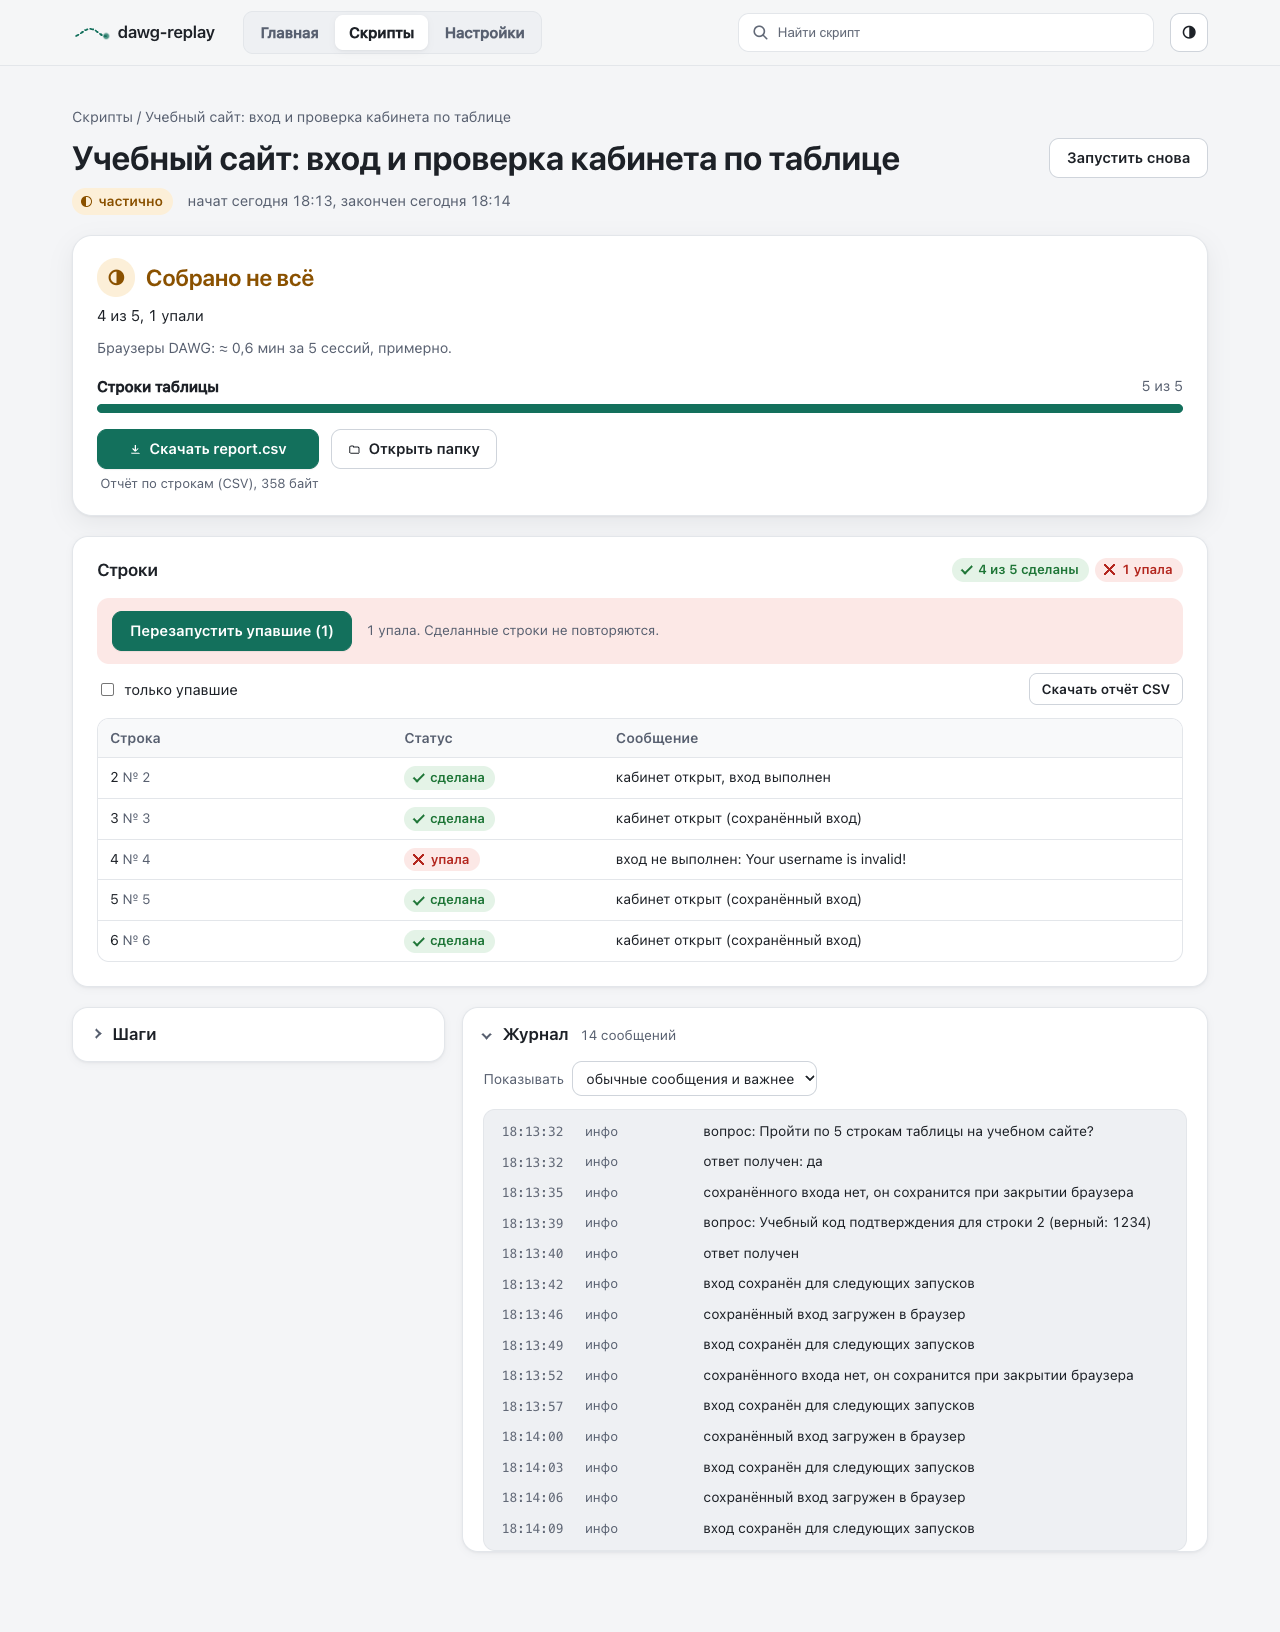 dawg-replay
Главная Скрипты Настройки
Найти скрипт
Скрипты / Учебный сайт: вход и проверка кабинета по таблице
Учебный сайт: вход и проверка кабинета по таблице
Запустить снова
частично начат сегодня 18:13, закончен сегодня 18:14
Собрано не всё
4 из 5, 1 упали
Браузеры DAWG: ≈ 0,6 мин за 5 сессий, примерно.
Строки таблицы 5 из 5
Скачать report.csv Открыть папку
Отчёт по строкам (CSV), 358 байт
Строки 4 из 5 сделаны 1 упала
Перезапустить упавшие (1) 1 упала. Сделанные строки не повторяются.
только упавшие Скачать отчёт CSV
Строка Статус Сообщение
2 № 2 сделана кабинет открыт, вход выполнен
3 № 3 сделана кабинет открыт (сохранённый вход)
4 № 4 упала вход не выполнен: Your username is invalid!
5 № 5 сделана кабинет открыт (сохранённый вход)
6 № 6 сделана кабинет открыт (сохранённый вход)
Шаги
Журнал 14 сообщений
Показывать обычные сообщения и важнее
18:13:32 инфо вопрос: Пройти по 5 строкам таблицы на учебном сайте?
18:13:32 инфо ответ получен: да
18:13:35 инфо сохранённого входа нет, он сохранится при закрытии браузера
18:13:39 инфо вопрос: Учебный код подтверждения для строки 2 (верный: 1234)
18:13:40 инфо ответ получен
18:13:42 инфо вход сохранён для следующих запусков
18:13:46 инфо сохранённый вход загружен в браузер
18:13:49 инфо вход сохранён для следующих запусков
18:13:52 инфо сохранённого входа нет, он сохранится при закрытии браузера
18:13:57 инфо вход сохранён для следующих запусков
18:14:00 инфо сохранённый вход загружен в браузер
18:14:03 инфо вход сохранён для следующих запусков
18:14:06 инфо сохранённый вход загружен в браузер
18:14:09 инфо вход сохранён для следующих запусков